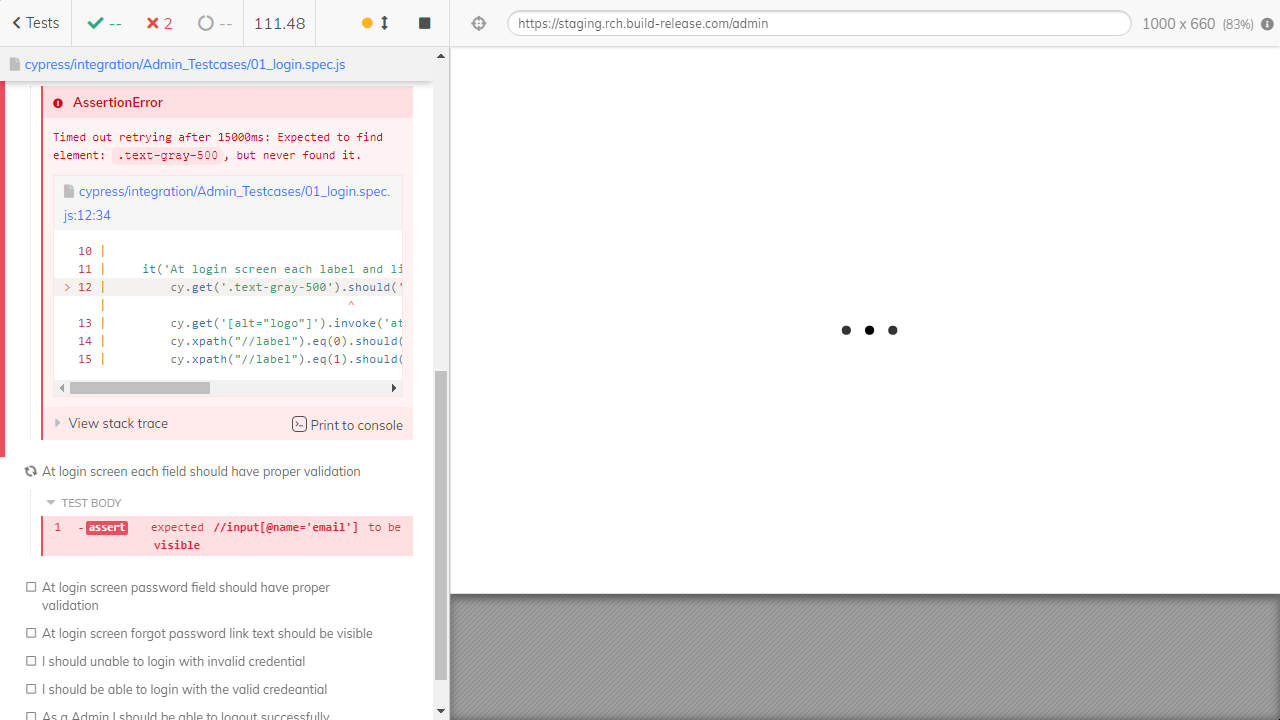 Tests
--
2
--
111.48
https://staging.rch.build-release.com/admin
1000 x 660 (83%)
cypress/integration/Admin_Testcases/01_login.spec.js
AssertionError
Timed out retrying after 15000ms: Expected to find
element: .text-gray-500, but never found it.
cypress/integration/Admin_Testcases/01_login.spec.
js:12:34
10 |
11 | it('At login screen each label and li
> 12 | cy.get('.text-gray-500').should('
| ^
13 | cy.get('[alt="logo"]').invoke('at
14 | cy.xpath("//label").eq(0).should(
15 | cy.xpath("//label").eq(1).should(
View stack trace
Print to console
At login screen each field should have proper validation
TEST BODY
1 -assert expected //input[@name='email'] to be
visible
At login screen password field should have proper
validation
At login screen forgot password link text should be visible
I should unable to login with invalid credential
I should be able to login with the valid credeantial
As a Admin I should be able to logout successfully